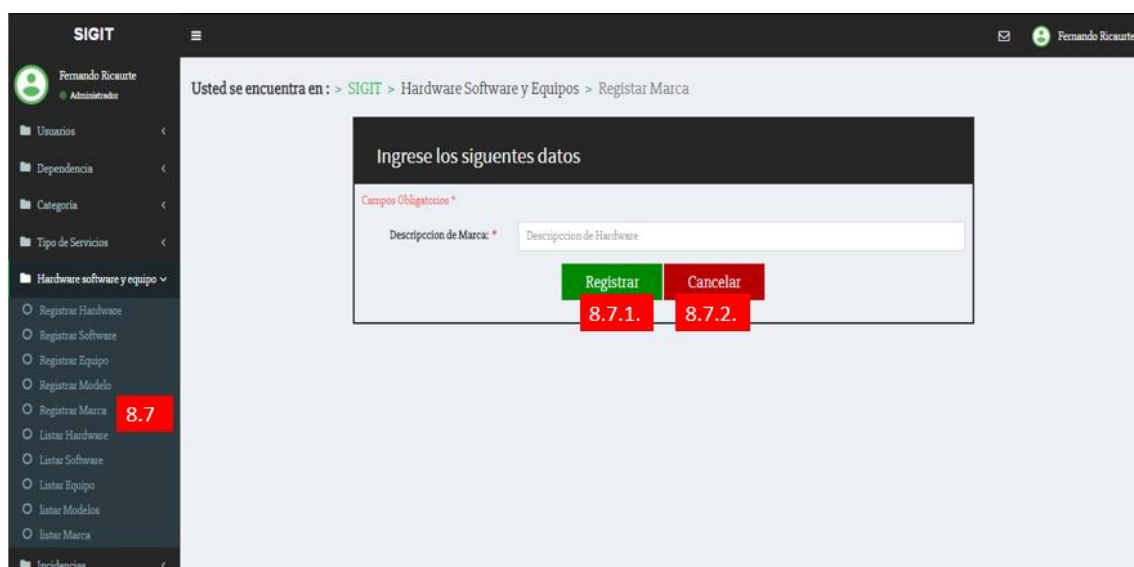 SIGIT
Fernando Ricaurte
Fernando Ricaurte
Administrador
Usuarios
Dependencia
Categoría
Tipo de Servicios
Hardware software y equipo
Registrar Hardware
Registrar Software
Registrar Equipo
Registrar Modelo
Registrar Marca
8.7
Listar Hardware
Listar Software
Listar Equipo
listar Modelos
listar Marca
Incidencias
Usted se encuentra en : > SIGIT > Hardware Software y Equipos > Registar Marca
Ingrese los siguentes datos
Campos Obligatorios *
Descripccion de Marca: *
Descripccion de Hardware
Registrar
Cancelar
8.7.1.
8.7.2.